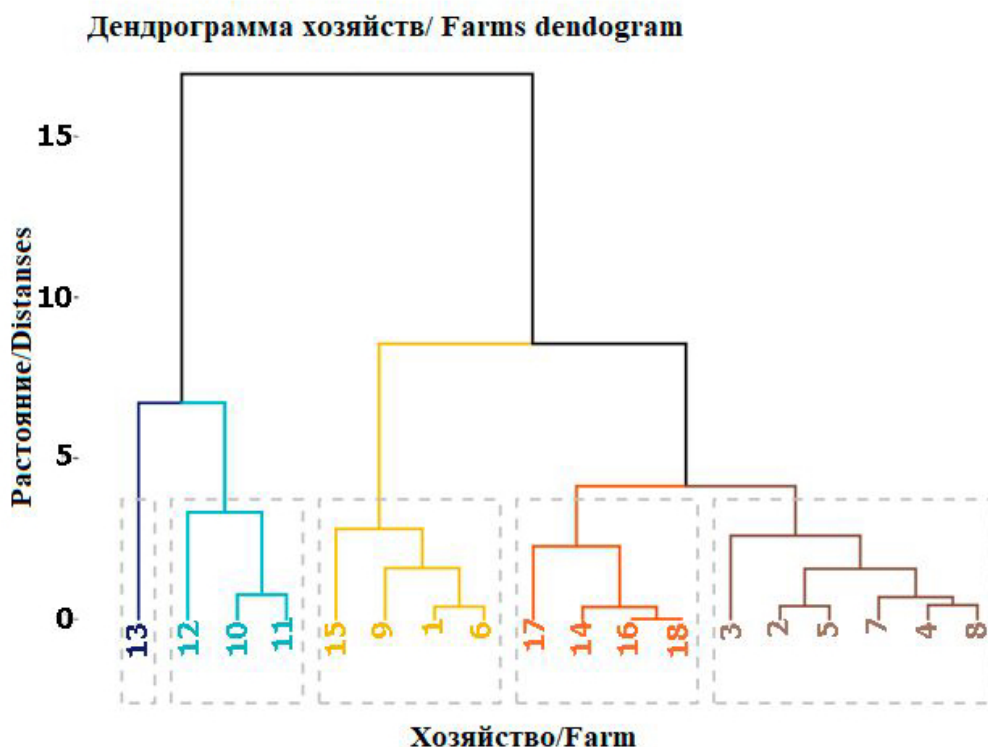 Дендрограмма хозяйств/ Farms dendogram
Растояние/Distanses
15
10
5
0
13 12 10 11 15 9 1 6 17 14 16 18 3 2 5 7 4 8
Хозяйство/Farm